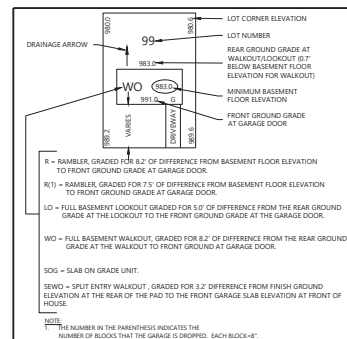 980.0
980.6
LOT CORNER ELEVATION
99
LOT NUMBER
DRAINAGE ARROW
REAR GROUND GRADE AT
WALKOUT/LOOKOUT (0.7'
BELOW BASEMENT FLOOR
ELEVATION FOR WALKOUT)
983.0
WO
983.0
MINIMUM BASEMENT
FLOOR ELEVATION
991.0
G
FRONT GROUND GRADE
AT GARAGE DOOR
989.2
VARIES
DRIVEWAY
989.6
R = RAMBLER, GRADED FOR 8.2' OF DIFFERENCE FROM BASEMENT FLOOR ELEVATION
TO FRONT GROUND GRADE AT GARAGE DOOR.
R(1) = RAMBLER, GRADED FOR 7.5' OF DIFFERENCE FROM BASEMENT FLOOR ELEVATION
TO FRONT GROUND GRADE AT GARAGE DOOR.
LO = FULL BASEMENT LOOKOUT GRADED FOR 5.0' OF DIFFERENCE FROM THE REAR GROUND
GRADE AT THE LOOKOUT TO THE FRONT GROUND GRADE AT THE GARAGE DOOR.
WO = FULL BASEMENT WALKOUT, GRADED FOR 8.2' OF DIFFERENCE FROM THE REAR GROUND
GRADE AT THE WALKOUT TO FRONT GROUND GRADE AT GARAGE DOOR.
SOG = SLAB ON GRADE UNIT.
SEWO = SPLIT ENTRY WALKOUT , GRADED FOR 3.2' DIFFERENCE FROM FINISH GROUND
ELEVATION AT THE REAR OF THE PAD TO THE FRONT GARAGE SLAB ELEVATION AT FRONT OF
HOUSE.
NOTE:
1. THE NUMBER IN THE PARENTHESIS INDICATES THE
NUMBER OF BLOCKS THAT THE GARAGE IS DROPPED. EACH BLOCK=8".